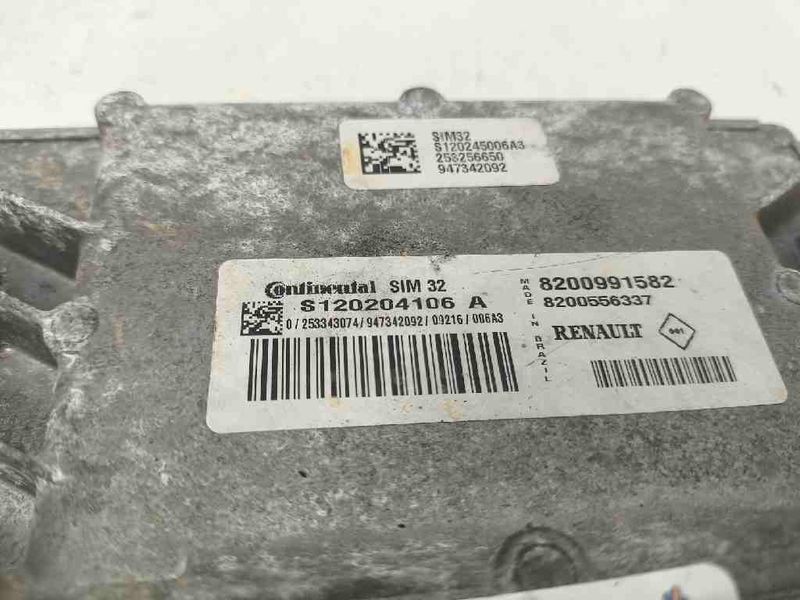 SIM32
S120245006A3
253256650
947342092
Continental SIM 32
S120204106 A
0/253343074/947342092/09216/006A3
MADE IN BRAZIL
8200991582
8200556337
RENAULT
001